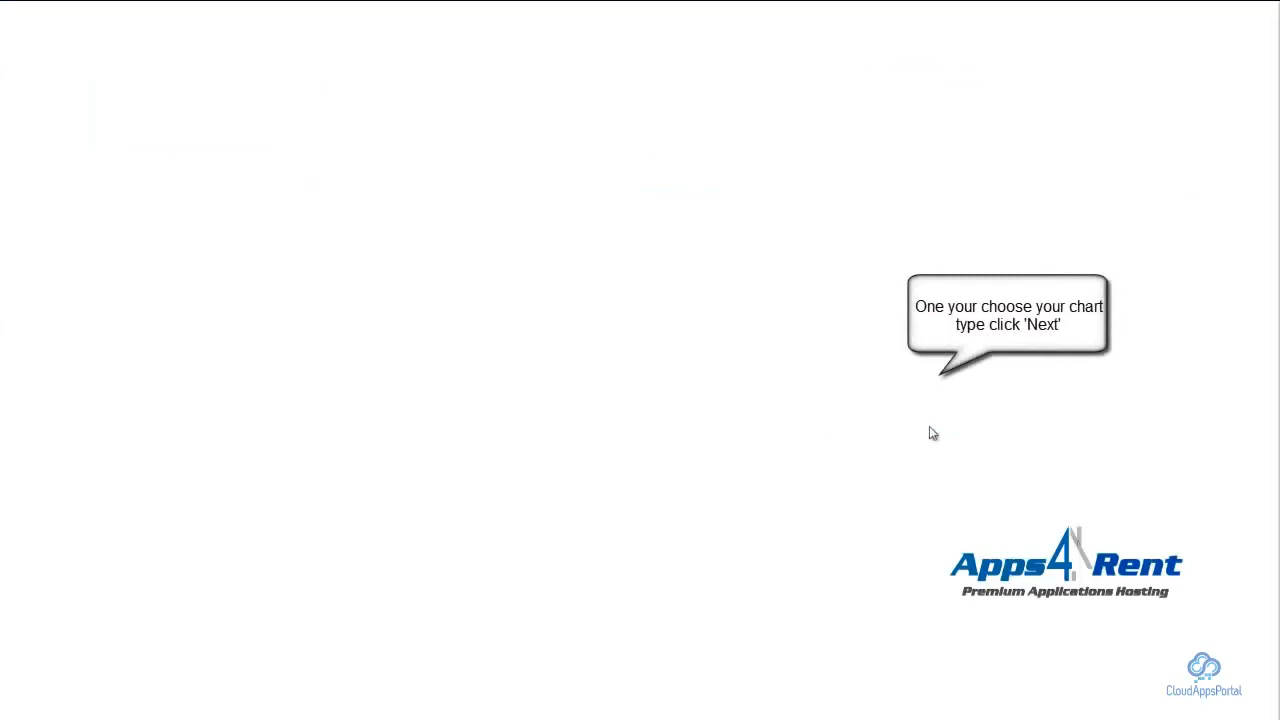 One your choose your chart
type click 'Next'
Apps4Rent
Premium Applications Hosting
CloudAppsPortal